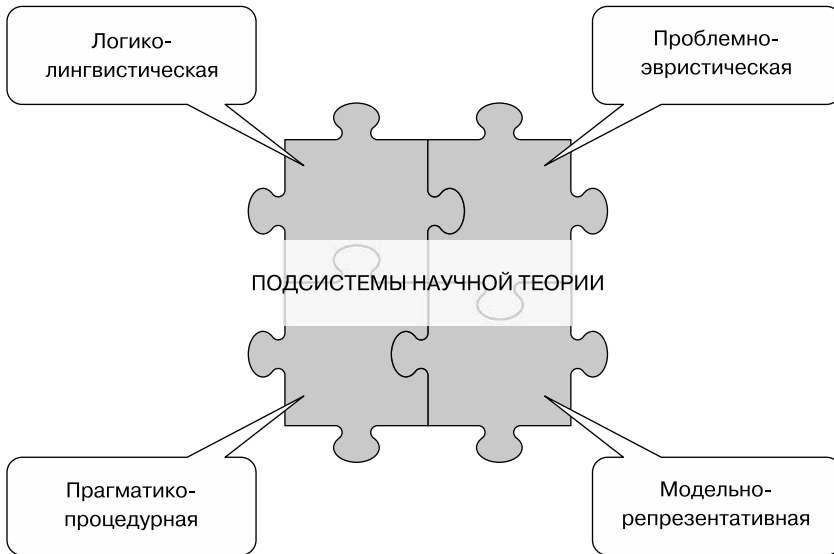 Логико-
лингвистическая
Проблемно-
эвристическая
ПОДСИСТЕМЫ НАУЧНОЙ ТЕОРИИ
Прагматико-
процедурная
Модельно-
репрезентативная